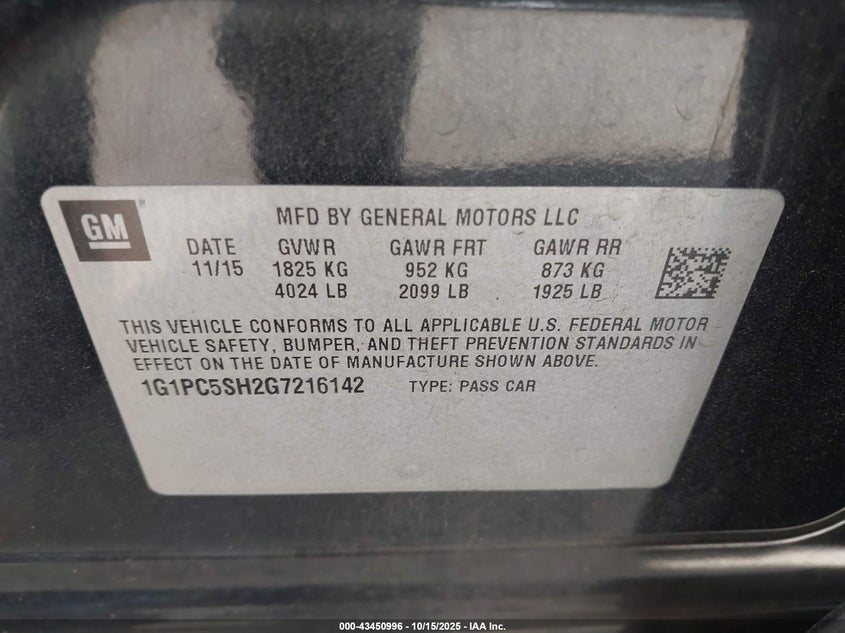 GM
MFD BY GENERAL MOTORS LLC
DATE GVWR GAWR FRT GAWR RR
11/15 1825 KG 952 KG 873 KG
4024 LB 2099 LB 1925 LB
THIS VEHICLE CONFORMS TO ALL APPLICABLE U.S. FEDERAL MOTOR
VEHICLE SAFETY, BUMPER, AND THEFT PREVENTION STANDARDS IN
EFFECT ON THE DATE OF MANUFACTURE SHOWN ABOVE.
1G1PC5SH2G7216142 TYPE: PASS CAR
000-43450996 - 10/15/2025 - IAA Inc.